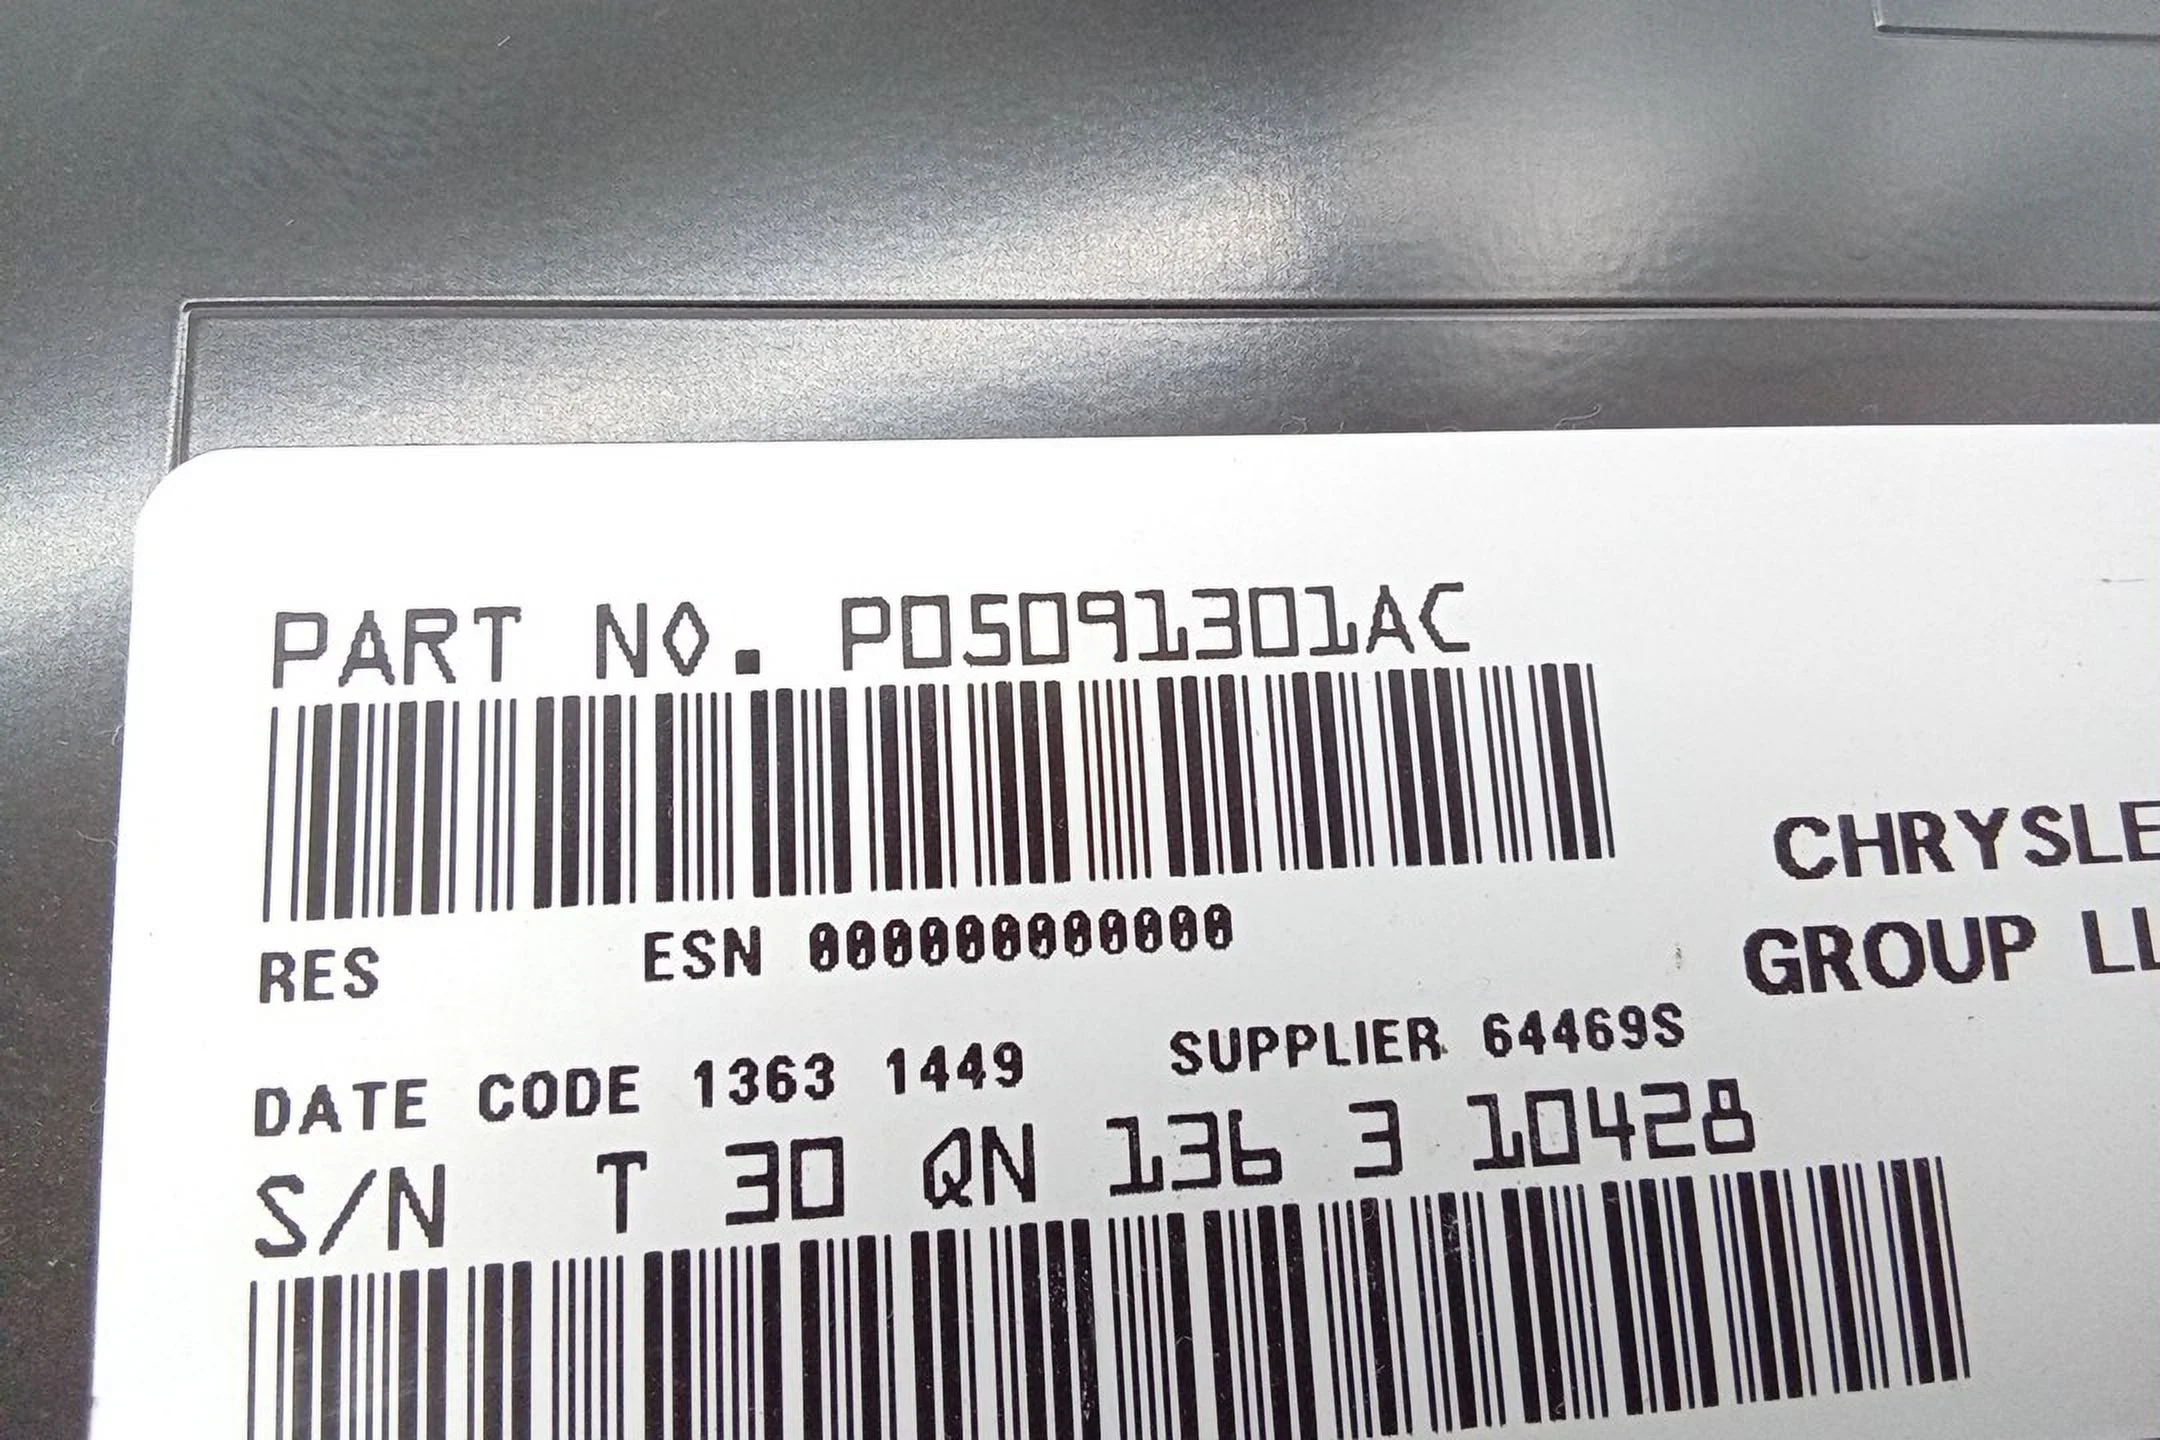 PART NO. P05091301AC
RES ESN 000000000000
CHRYSLE
GROUP LL
DATE CODE 1363 1449 SUPPLIER 64469S
S/N T 30 QN 136 3 10428